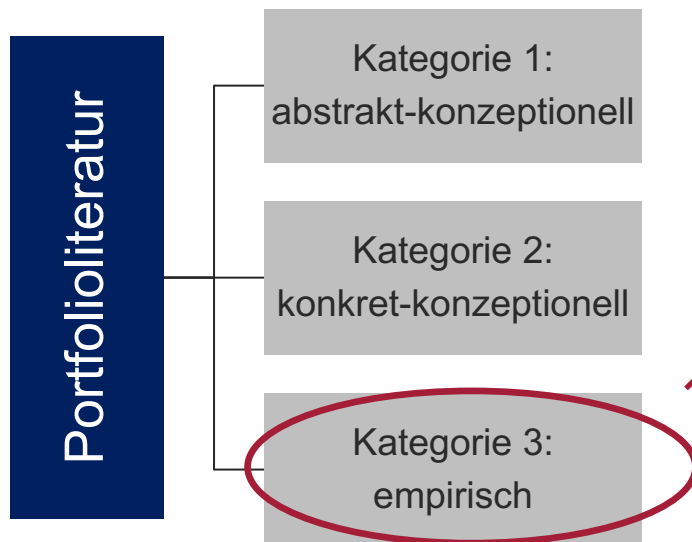 Portfolioliteratur
Kategorie 1:
abstrakt-konzeptionell
Kategorie 2:
konkret-konzeptionell
Kategorie 3:
empirisch